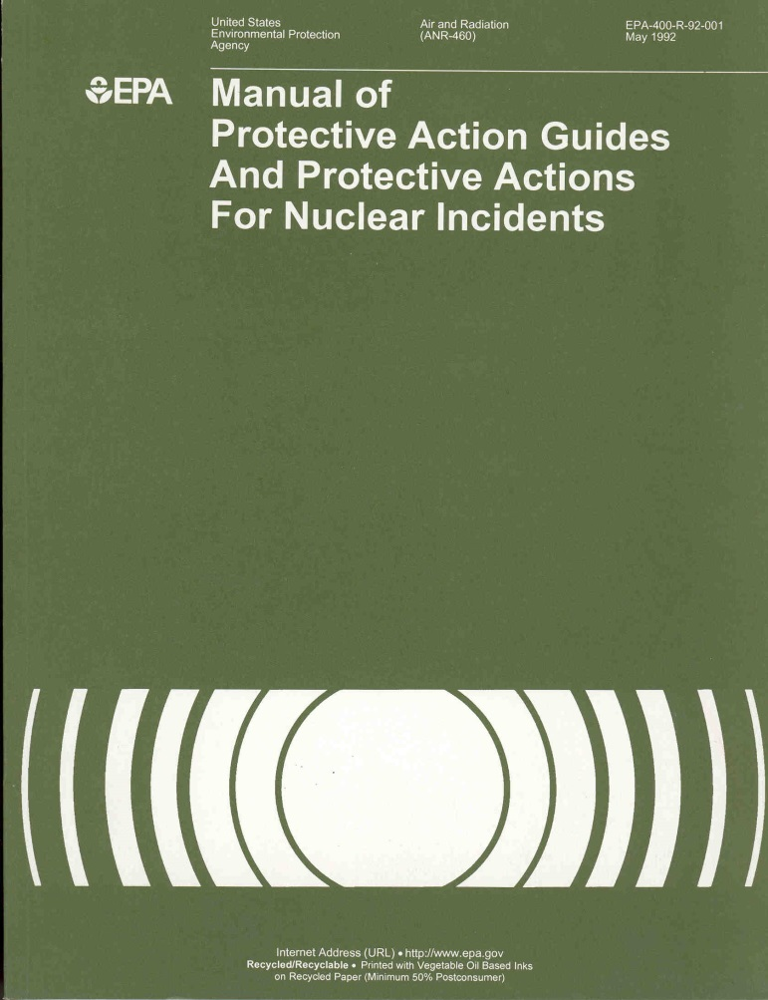 United States
Environmental Protection
Agency
Air and Radiation
(ANR-460)
EPA-400-R-92-001
May 1992
EPA
Manual of
Protective Action Guides
And Protective Actions
For Nuclear Incidents
Internet Address (URL) • http://www.epa.gov
Recycled/Recyclable • Printed with Vegetable Oil Based Inks
on Recycled Paper (Minimum 50% Postconsumer)